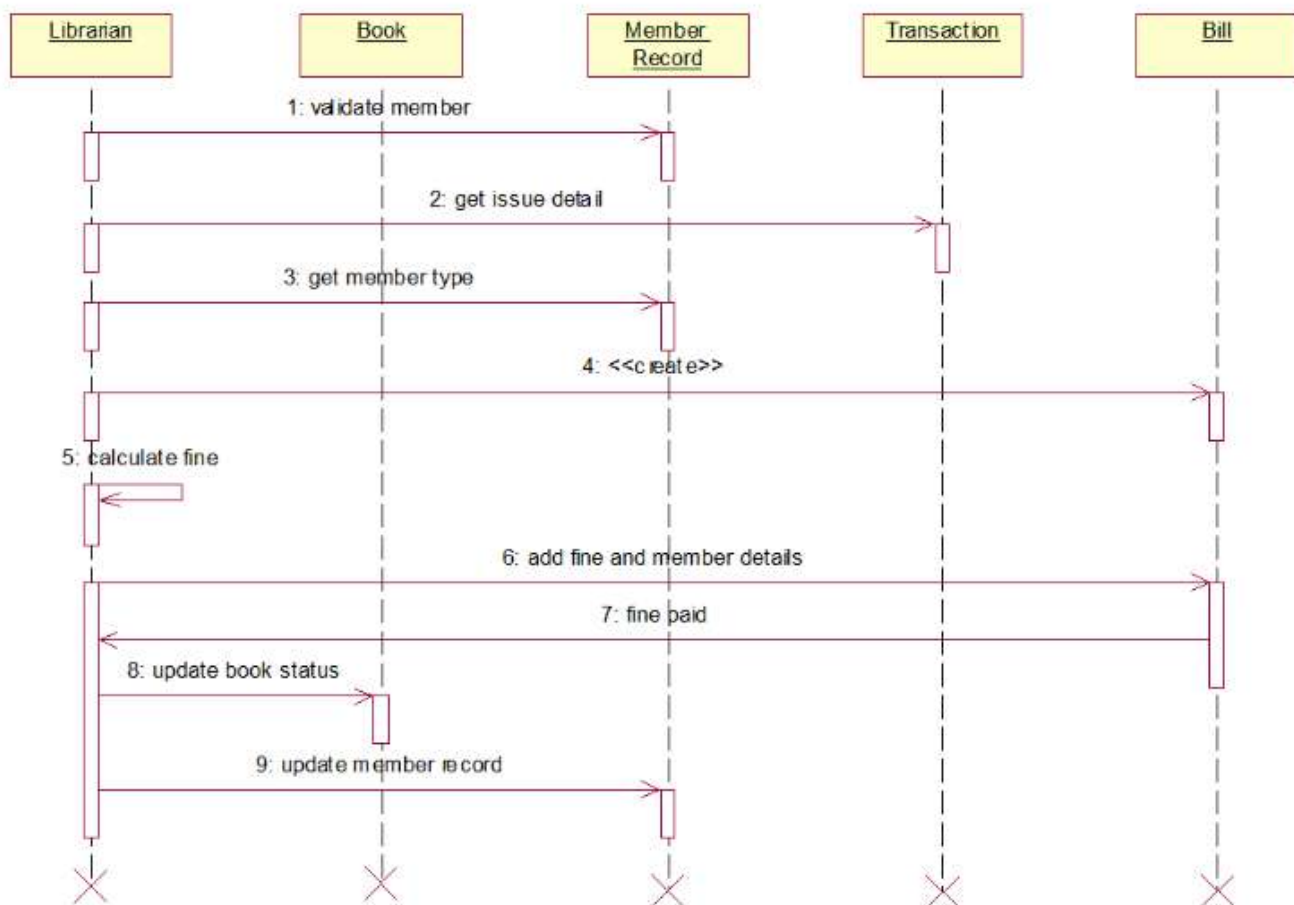 Librarian
Book
Member
Record
Transaction
Bill
1: validate member
2: get issue detail
3: get member type
4: <<create>>
5: calculate fine
6: add fine and member details
7: fine paid
8: update book status
9: update member record